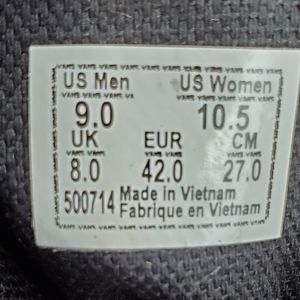 US Men US Women
9.0 10.5
UK EUR CM
8.0 42.0 27.0
500714 Made in Vietnam
Fabrique en Vietnam